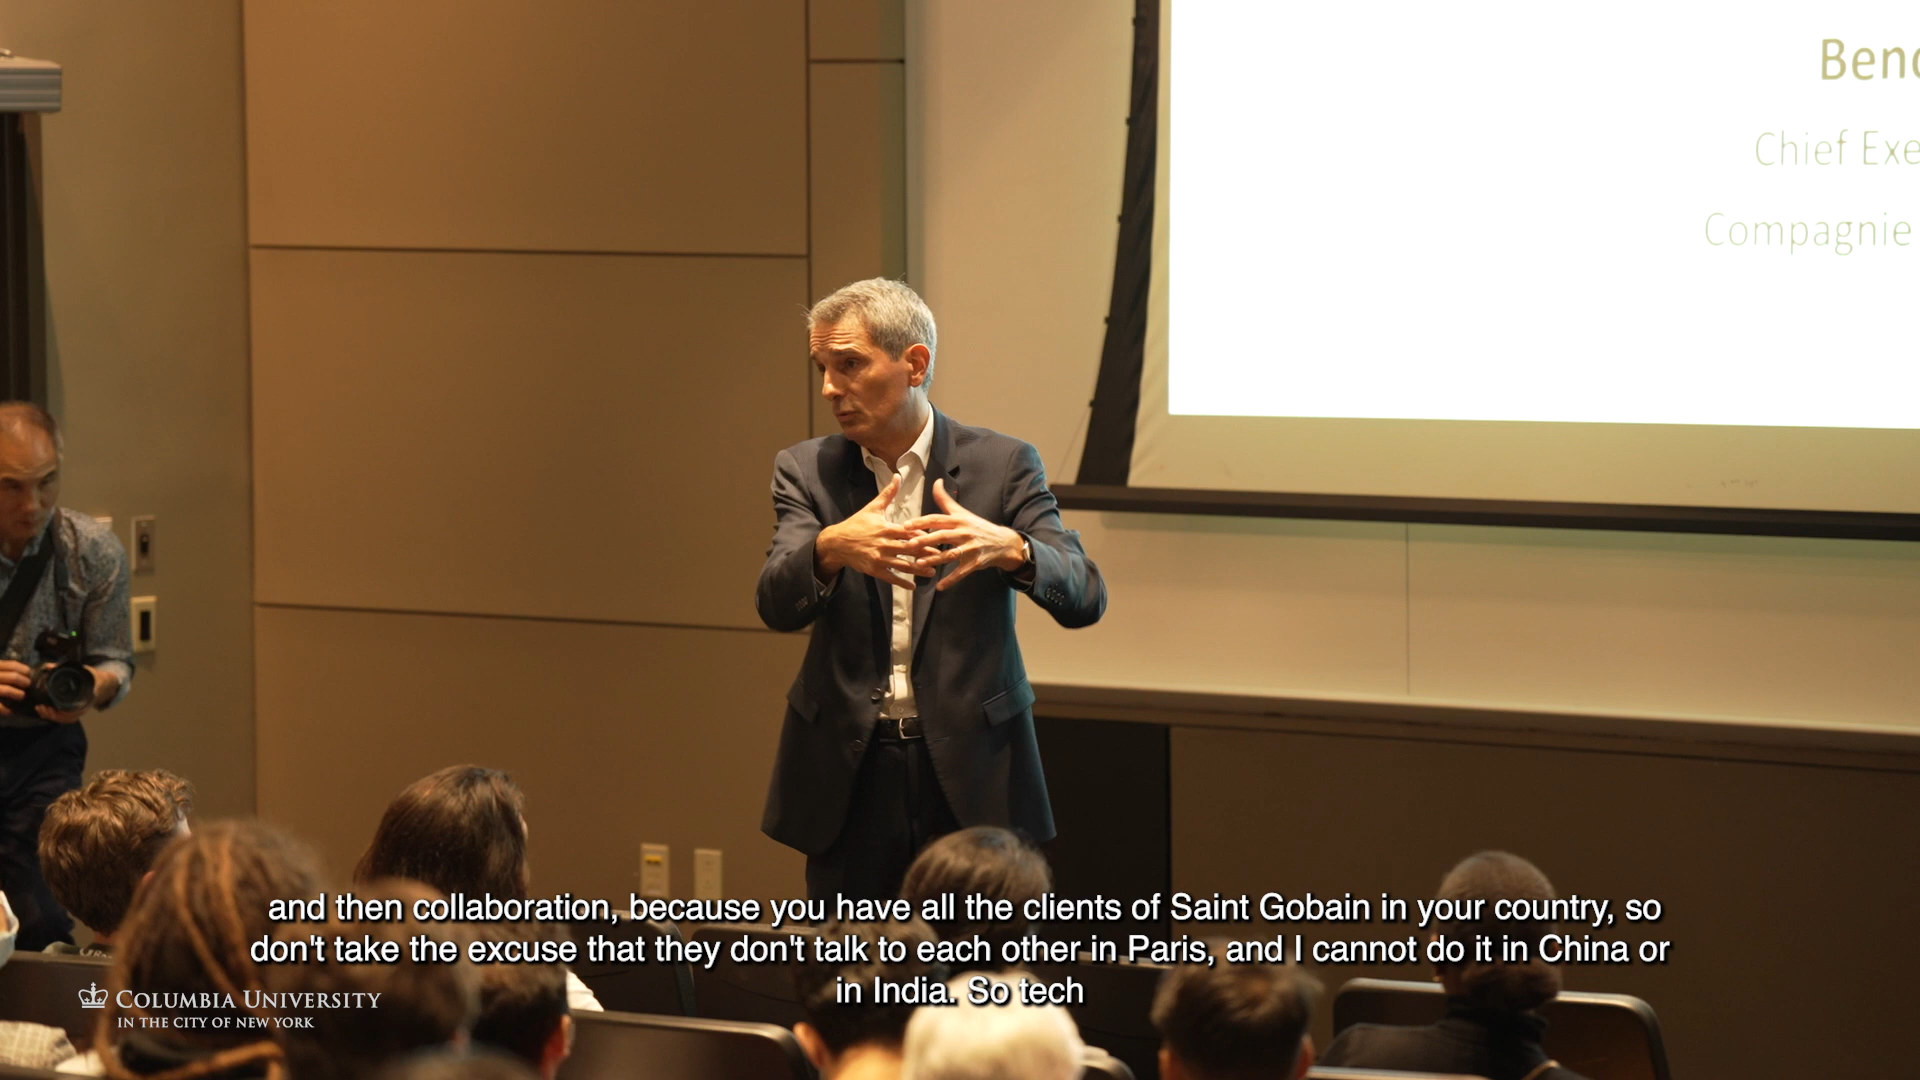 Beno
Chief Exe
Compagnie
and then collaboration, because you have all the clients of Saint Gobain in your country, so
don't take the excuse that they don't talk to each other in Paris, and I cannot do it in China or
in India. So tech
COLUMBIA UNIVERSITY
IN THE CITY OF NEW YORK